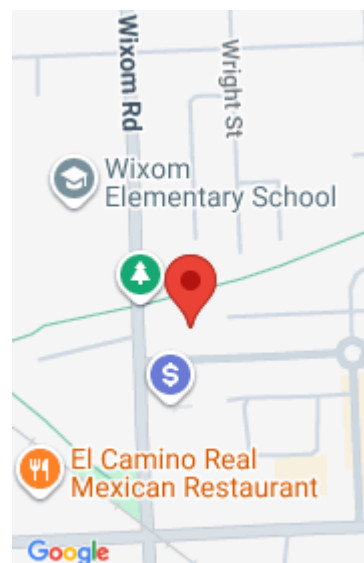 Wixom Rd
Wright St
Wixom
Elementary School
$
El Camino Real
Mexican Restaurant
Google